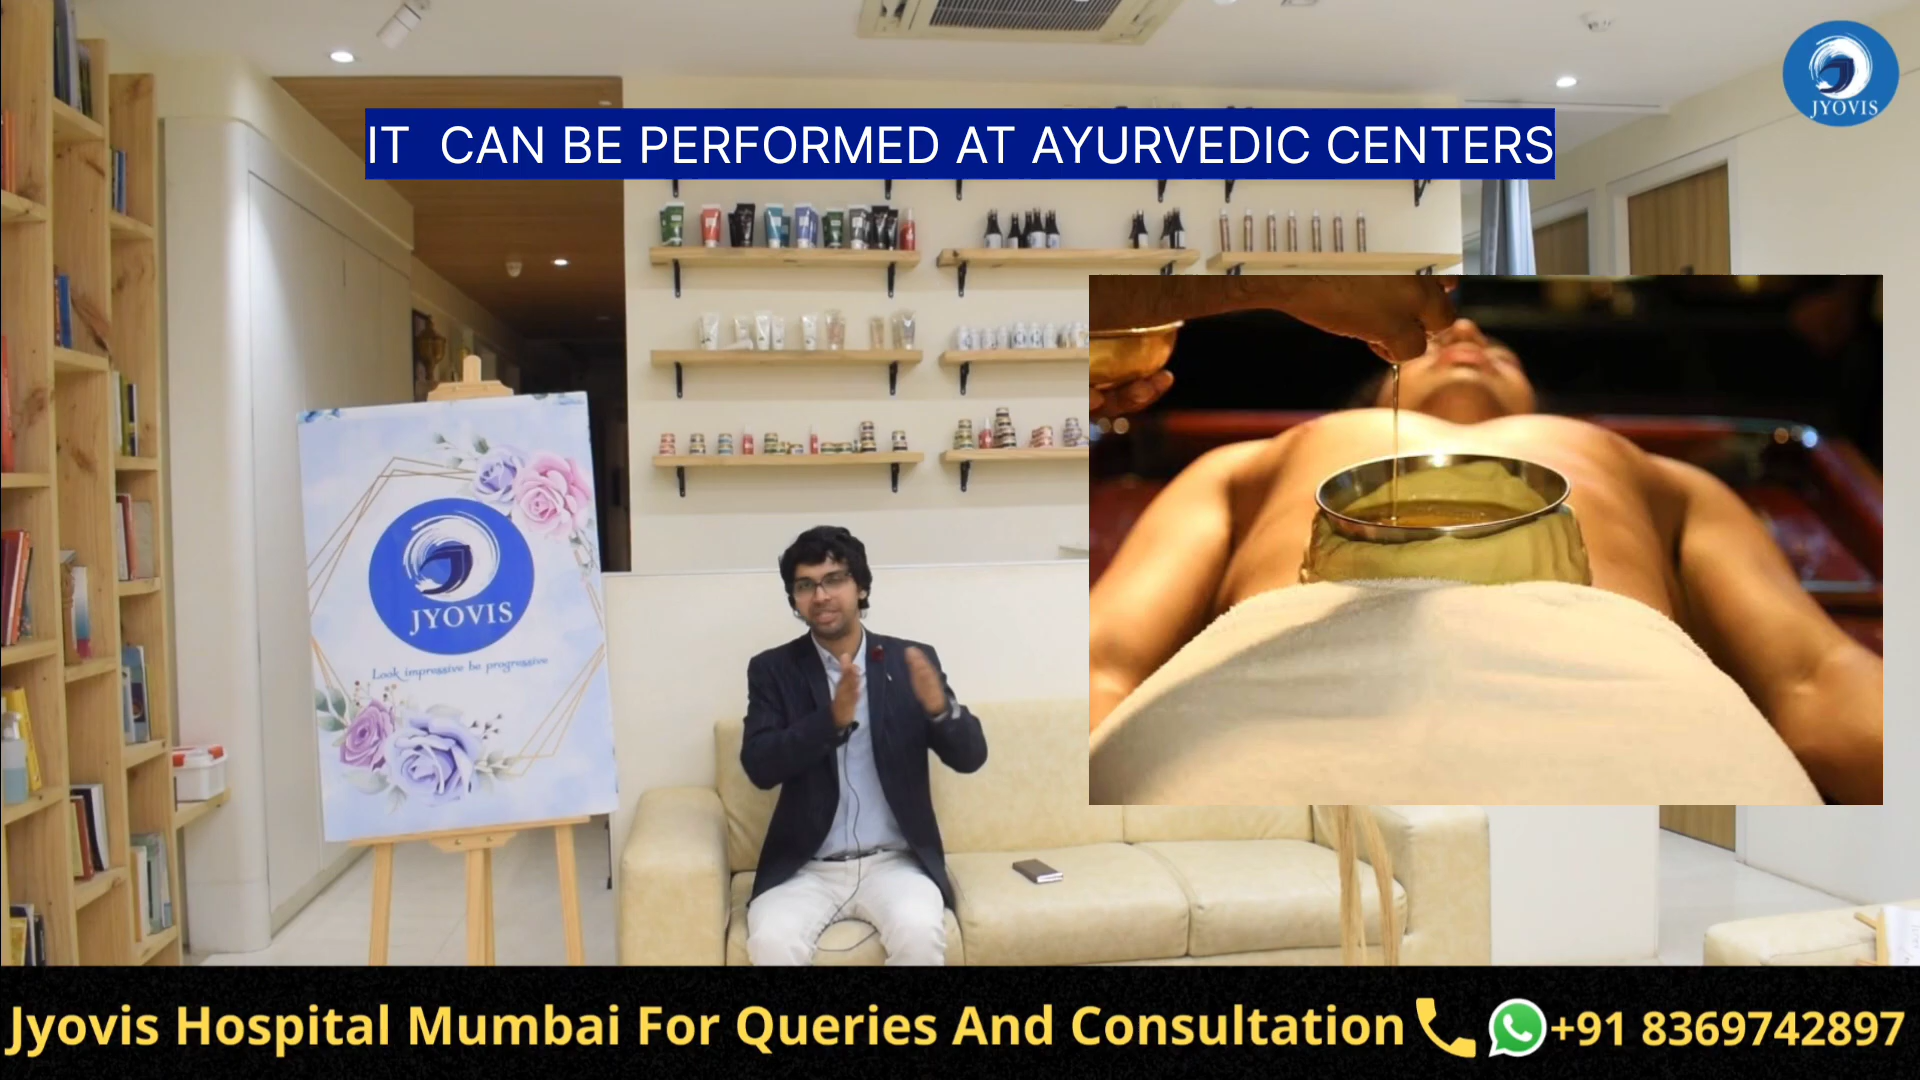 JYOVIS
IT  CAN BE PERFORMED AT AYURVEDIC CENTERS
JYOVIS
Look impressive be progressive
Jyovis Hospital Mumbai For Queries And Consultation +91 8369742897